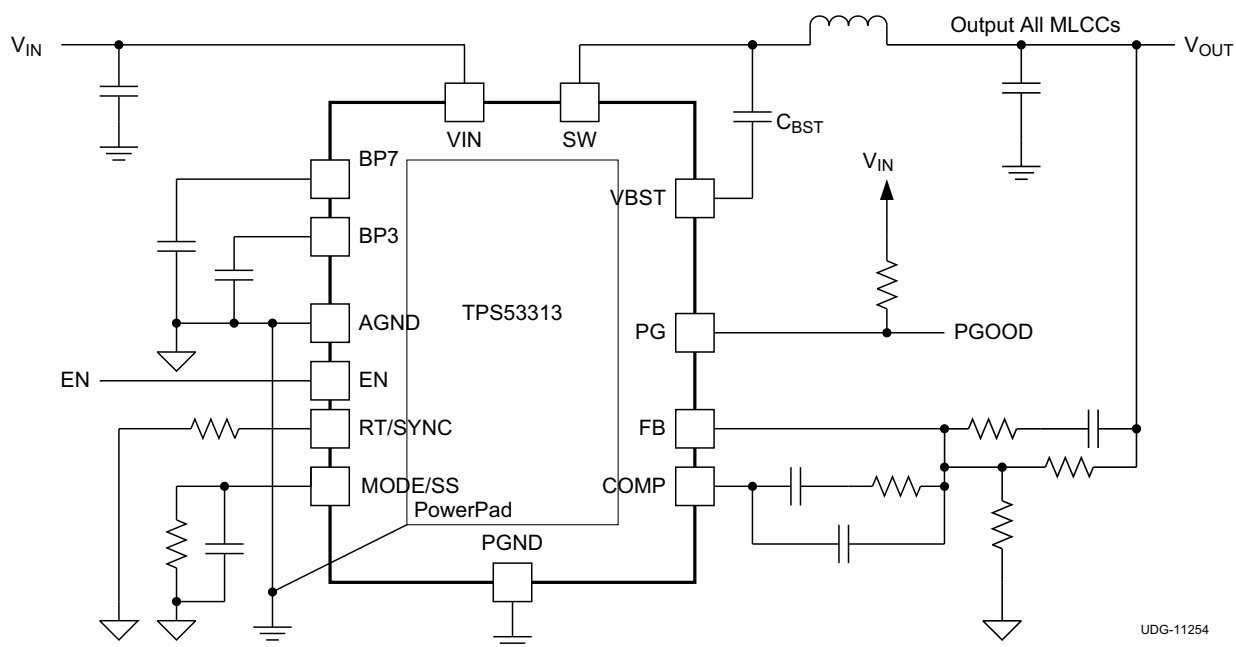 Output All MLCCs
VIN
VOUT
VIN
SW
CBST
BP7
VIN
VBST
BP3
TPS53313
AGND
PG
PGOOD
EN
EN
RT/SYNC
FB
MODE/SS
COMP
PowerPad
PGND
UDG-11254